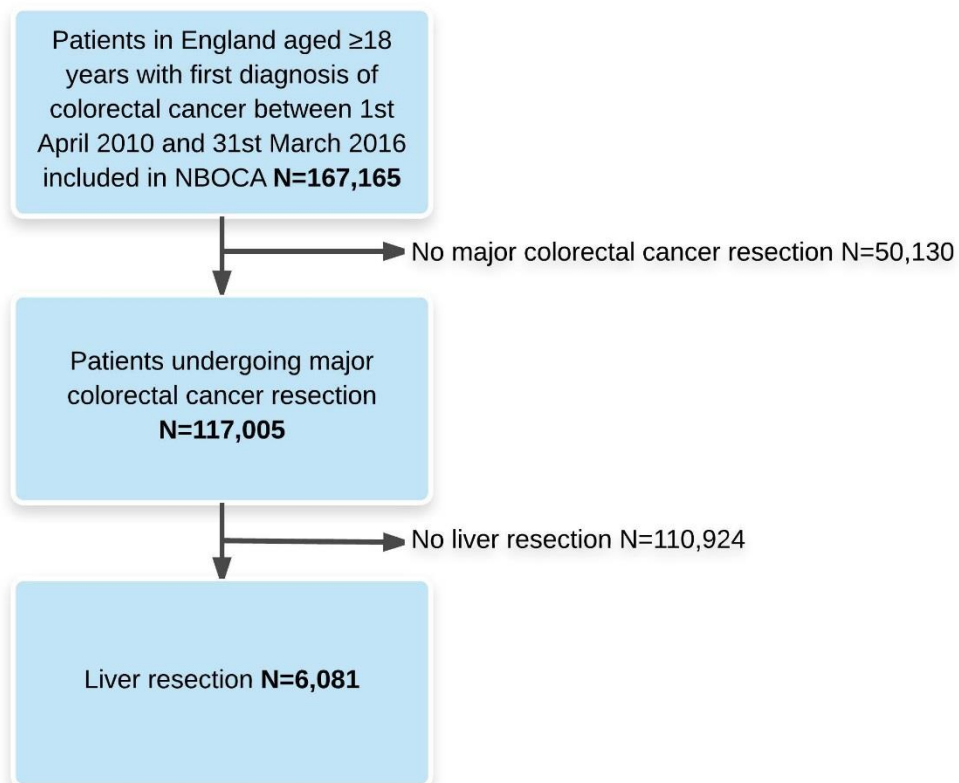 Patients in England aged ≥18
years with first diagnosis of
colorectal cancer between 1st
April 2010 and 31st March 2016
included in NBOCA N=167,165
No major colorectal cancer resection N=50,130
Patients undergoing major
colorectal cancer resection
N=117,005
No liver resection N=110,924
Liver resection N=6,081